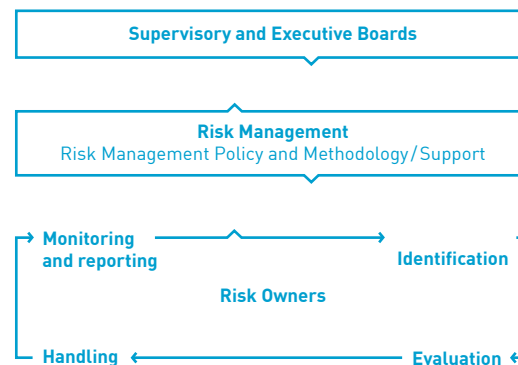 Supervisory and Executive Boards
Risk Management
Risk Management Policy and Methodology/Support
Monitoring
and reporting
Identification
Risk Owners
Handling
Evaluation